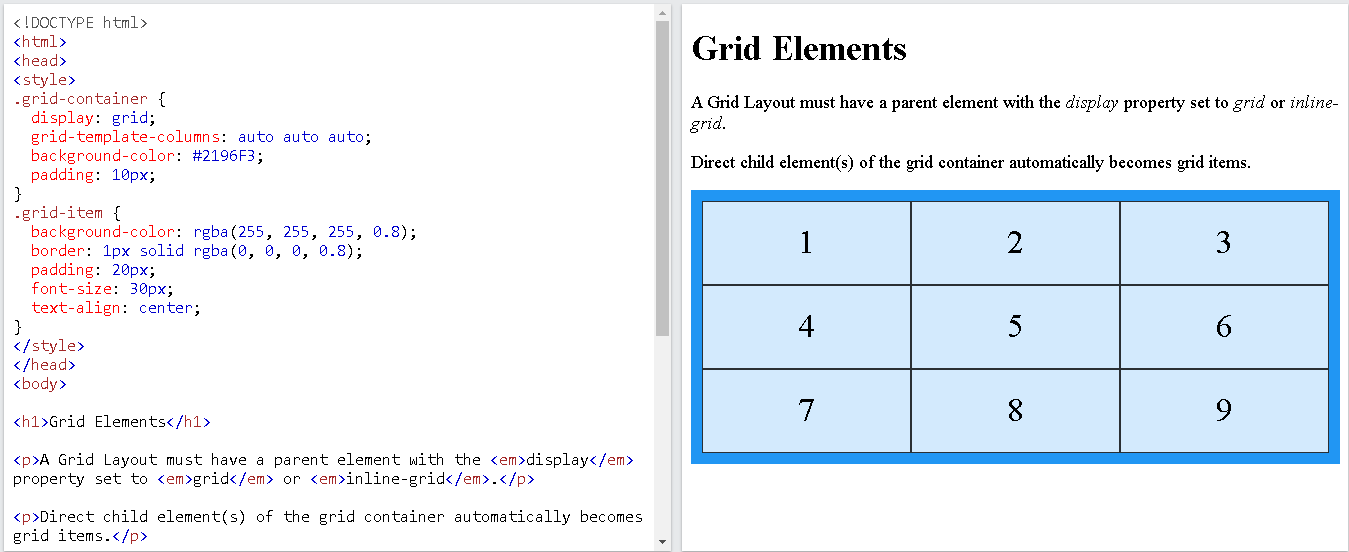 <!DOCTYPE html>
<html>
<head>
<style>
.grid-container {
  display: grid;
  grid-template-columns: auto auto auto;
  background-color: #2196F3;
  padding: 10px;
}
.grid-item {
  background-color: rgba(255, 255, 255, 0.8);
  border: 1px solid rgba(0, 0, 0, 0.8);
  padding: 20px;
  font-size: 30px;
  text-align: center;
}
</style>
</head>
<body>

<h1>Grid Elements</h1>

<p>A Grid Layout must have a parent element with the <em>display</em>
property set to <em>grid</em> or <em>inline-grid</em>.</p>

<p>Direct child element(s) of the grid container automatically becomes
grid items.</p>

Grid Elements
A Grid Layout must have a parent element with the display property set to grid or inline-
grid.
Direct child element(s) of the grid container automatically becomes grid items.
1 2 3
4 5 6
7 8 9